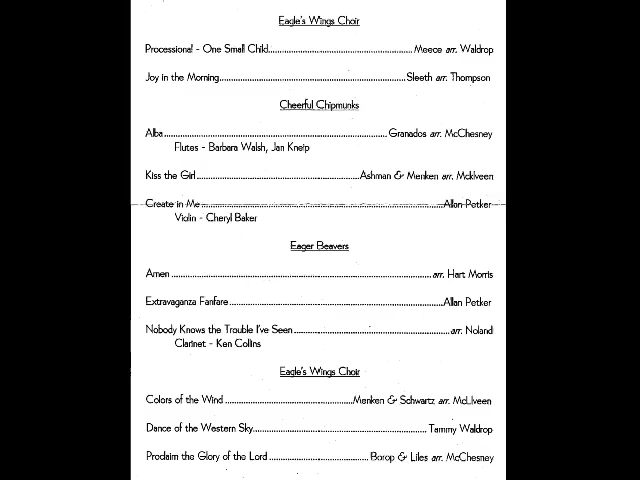 Eagle's Wings Choir
Processional - One Small Child..........Meece arr. Waldrop
Joy in the Morning..........Sleeth arr. Thompson
Cheerful Chipmunks
Alba..........Granados arr. McChesney
Flutes - Barbara Walsh, Jan Kneip
Kiss the Girl..........Ashman & Menken arr. McIlveen
Create in Me..........Allan Petker
Violin - Cheryl Baker
Eager Beavers
Amen..........arr. Hart Morris
Extravaganza Fanfare..........Allan Petker
Nobody Knows the Trouble I've Seen..........arr. Noland
Clarinet - Ken Collins
Eagle's Wings Choir
Colors of the Wind..........Menken & Schwartz arr. McLlveen
Dance of the Western Sky..........Tammy Waldrop
Proclaim the Glory of the Lord..........Borop & Liles arr. McChesney